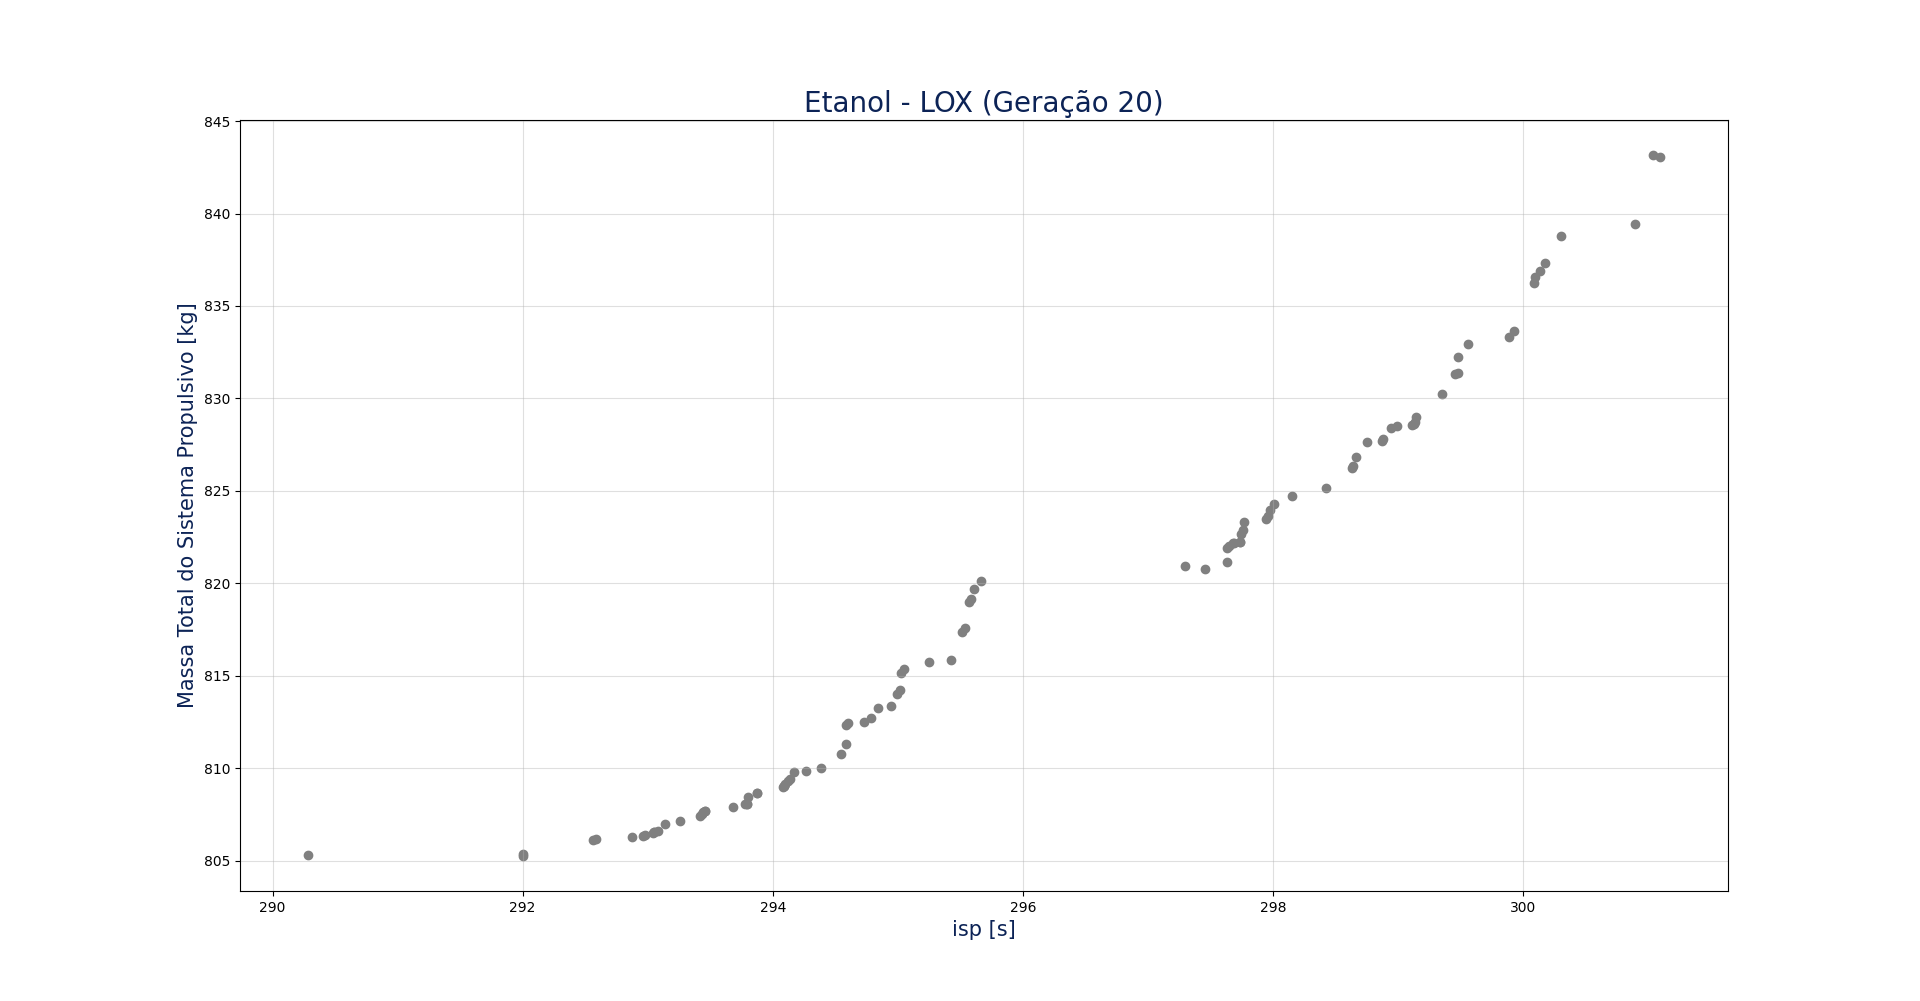 Etanol - LOX (Geração 20)
Massa Total do Sistema Propulsivo [kg]
845
840
835
830
825
820
815
810
805
290 292 294 296 298 300
isp [s]